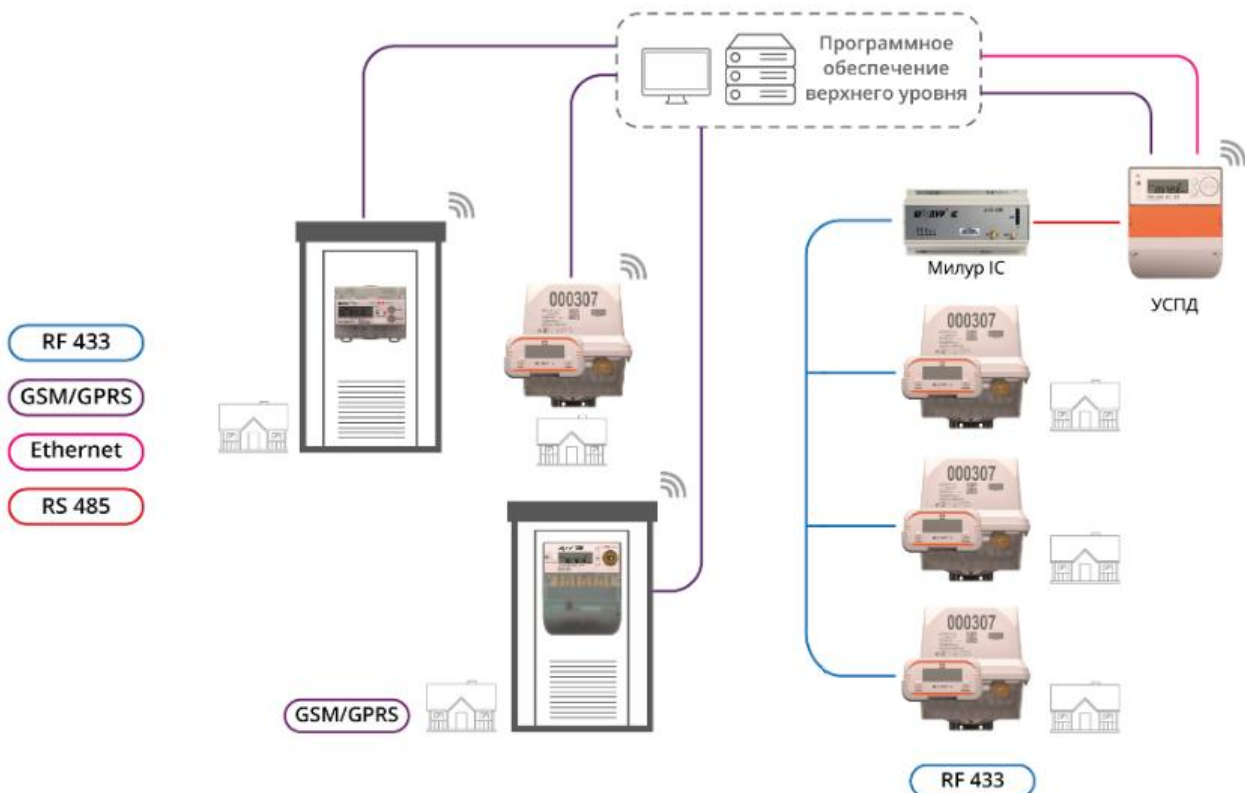 Программное
обеспечение
верхнего уровня
Милур IC
УСПД
000307
000307
000307
000307
RF 433
GSM/GPRS
Ethernet
RS 485
GSM/GPRS
RF 433